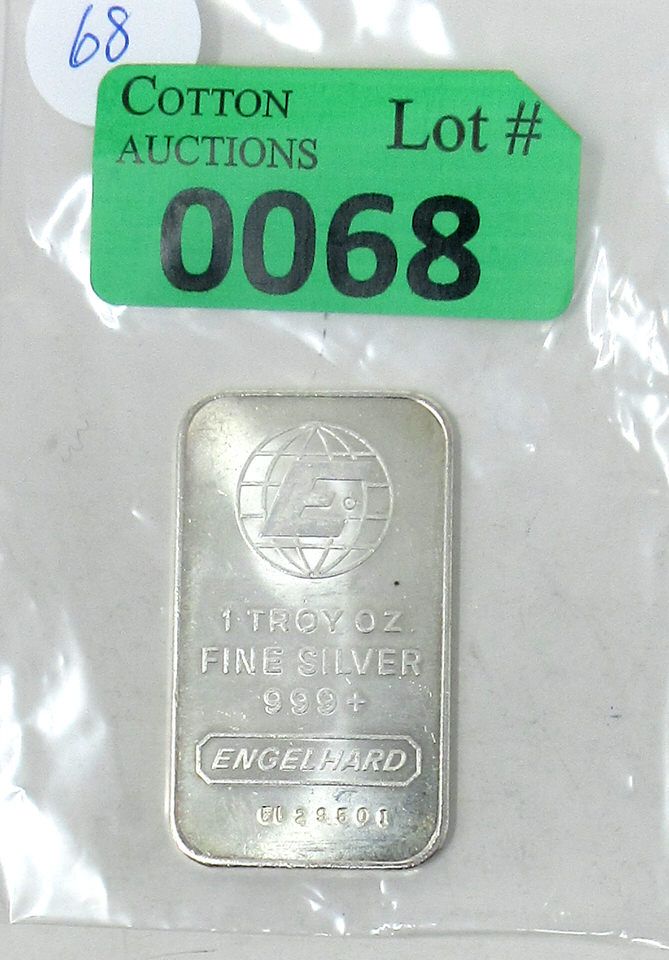 68
COTTON
AUCTIONS
Lot #
0068
E
1 TROY OZ
FINE SILVER
999+
ENGELHARD